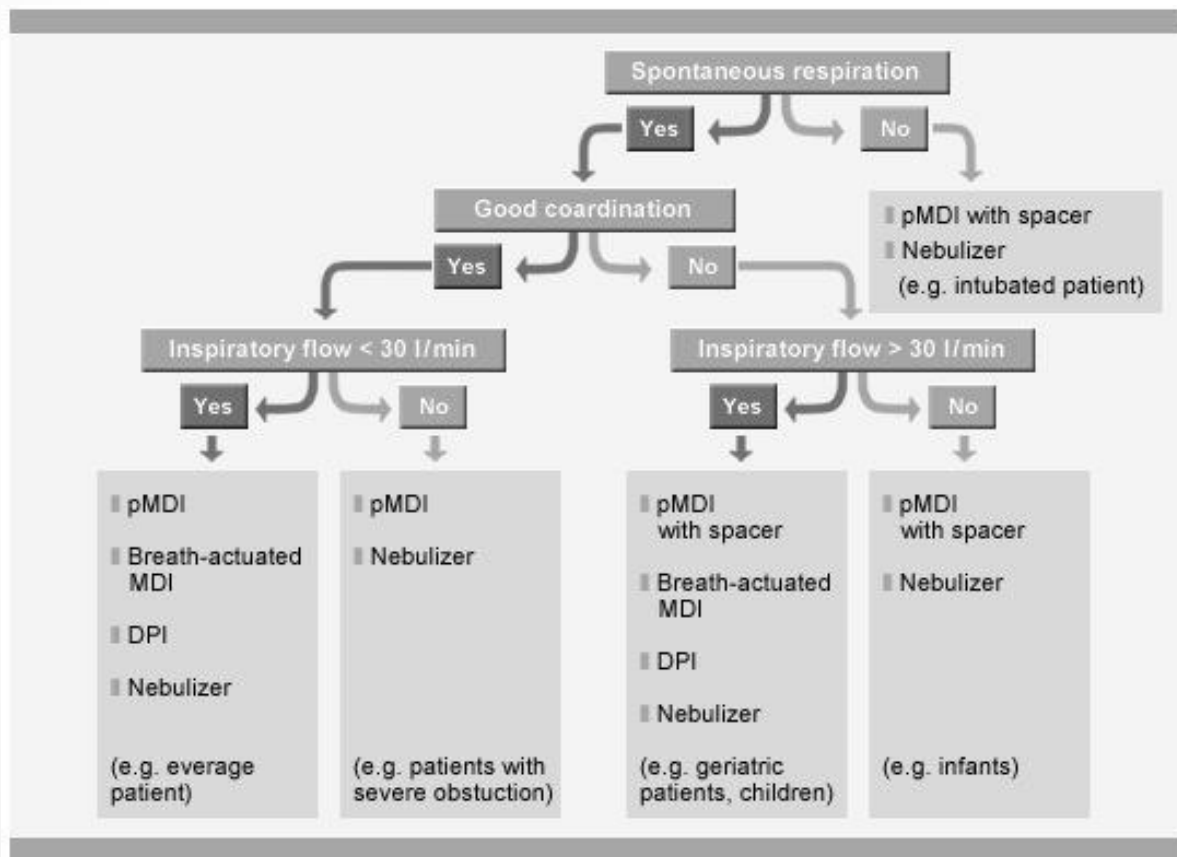 Spontaneous respiration
Yes
No
Good coardination
pMDI with spacer
Nebulizer
(e.g. intubated patient)
Yes
No
Inspiratory flow < 30 l/min
Inspiratory flow > 30 l/min
Yes
No
Yes
No
pMDI
Breath-actuated
MDI
DPI
Nebulizer
(e.g. everage
patient)
pMDI
Nebulizer
(e.g. patients with
severe obstuction)
pMDI
with spacer
Breath-actuated
MDI
DPI
Nebulizer
(e.g. geriatric
patients, children)
pMDI
with spacer
Nebulizer
(e.g. infants)